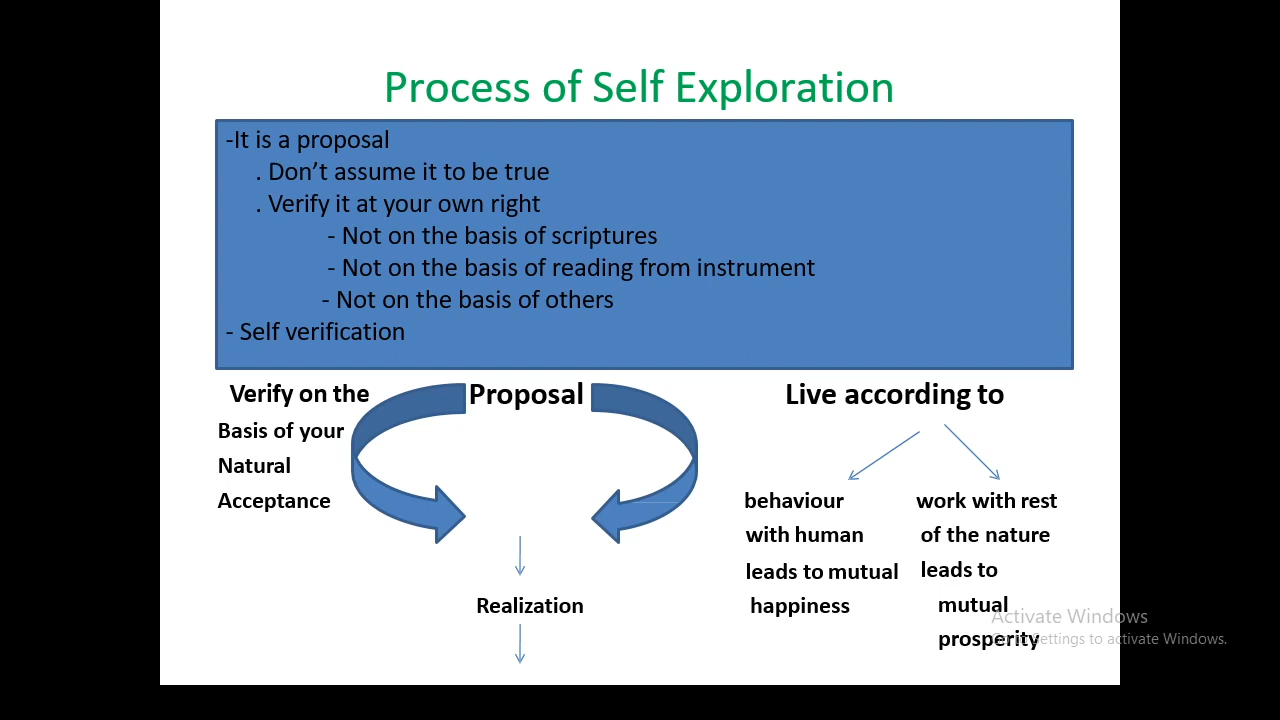 Process of Self Exploration
-It is a proposal
. Don’t assume it to be true
. Verify it at your own right
- Not on the basis of scriptures
- Not on the basis of reading from instrument
- Not on the basis of others
- Self verification
Verify on the
Basis of your
Natural
Acceptance
Proposal
Realization
Live according to
behaviour
with human
leads to mutual
happiness
work with rest
of the nature
leads to
mutual
prosperity
Activate Windows
Go to Settings to activate Windows.